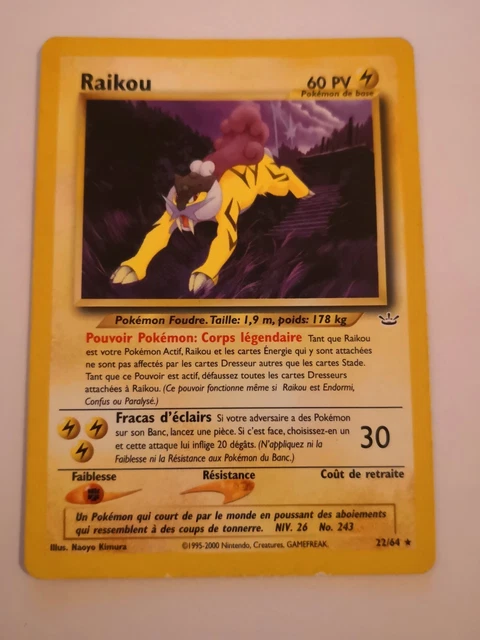 Raikou
60 PV
Pokémon de base
Pokémon Foudre. Taille: 1,9 m, poids: 178 kg
Pouvoir Pokémon: Corps légendaire Tant que Raikou
est votre Pokémon Actif, Raikou et les cartes Énergie qui y sont attachées
ne sont pas affectés par les cartes Dresseur autres que les cartes Stade.
Tant que ce Pouvoir est actif, défaussez toutes les cartes Dresseurs
attachées à Raikou. (Ce pouvoir fonctionne même si Raikou est Endormi,
Confus ou Paralysé.)
Fracas d'éclairs Si votre adversaire a des Pokémon
sur son Banc, lancez une pièce. Si c'est face, choisissez-en un
et cette attaque lui inflige 20 dégâts. (N'appliquez ni la
Faiblesse ni la Résistance aux Pokémon du Banc.)
30
Faiblesse Résistance Coût de retraite
Un Pokémon qui court de par le monde en poussant des aboiements
qui ressemblent à des coups de tonnerre. NIV. 26 No. 243
Illus. Naoyo Kimura ©1995-2000 Nintendo, Creatures, GAMEFREAK. 22/64 ★